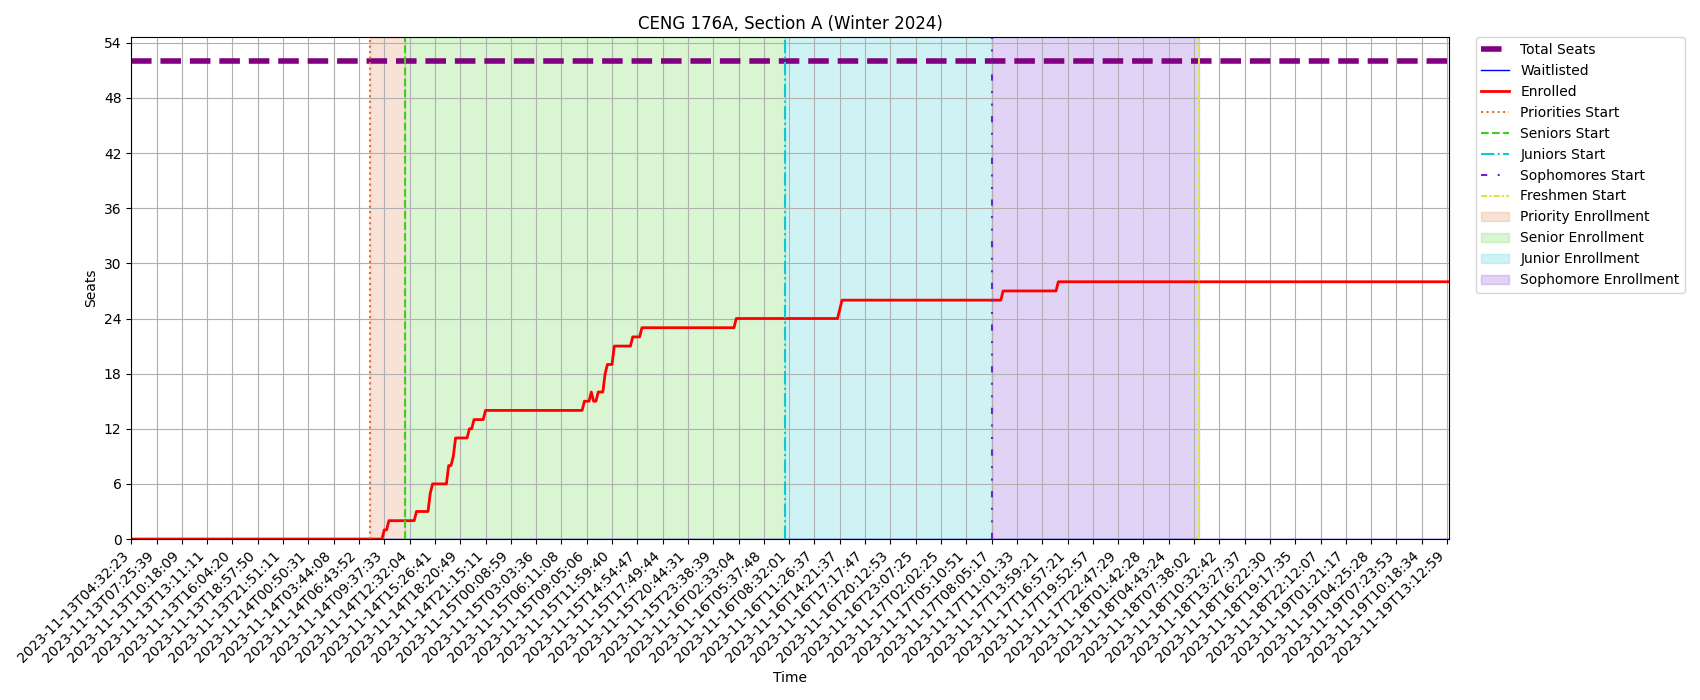 CENG 176A, Section A (Winter 2024)
54
48
42
36
30
24
18
12
6
0
Seats
2023-11-13T04:32:23
2023-11-13T07:25:39
2023-11-13T10:18:09
2023-11-13T13:11:11
2023-11-13T16:04:20
2023-11-13T18:57:50
2023-11-13T21:51:11
2023-11-14T00:50:31
2023-11-14T03:44:08
2023-11-14T06:43:52
2023-11-14T09:37:33
2023-11-14T12:32:04
2023-11-14T15:26:41
2023-11-14T18:20:49
2023-11-14T21:15:11
2023-11-15T00:08:59
2023-11-15T03:03:36
2023-11-15T06:11:08
2023-11-15T09:05:06
2023-11-15T11:59:40
2023-11-15T14:54:47
2023-11-15T17:49:44
2023-11-15T20:44:31
2023-11-15T23:38:39
2023-11-16T02:33:04
2023-11-16T05:37:48
2023-11-16T08:32:01
2023-11-16T11:26:37
2023-11-16T14:21:37
2023-11-16T17:17:47
2023-11-16T20:12:53
2023-11-16T23:07:25
2023-11-17T02:02:25
2023-11-17T05:10:51
2023-11-17T08:05:17
2023-11-17T11:01:33
2023-11-17T13:59:21
2023-11-17T16:57:21
2023-11-17T19:52:57
2023-11-17T22:47:29
2023-11-18T01:42:28
2023-11-18T04:43:24
2023-11-18T07:38:02
2023-11-18T10:32:42
2023-11-18T13:27:37
2023-11-18T16:22:30
2023-11-18T19:17:35
2023-11-18T22:12:07
2023-11-19T01:21:17
2023-11-19T04:25:28
2023-11-19T07:23:53
2023-11-19T10:18:34
2023-11-19T13:12:59
Time
Total Seats
Waitlisted
Enrolled
Priorities Start
Seniors Start
Juniors Start
Sophomores Start
Freshmen Start
Priority Enrollment
Senior Enrollment
Junior Enrollment
Sophomore Enrollment